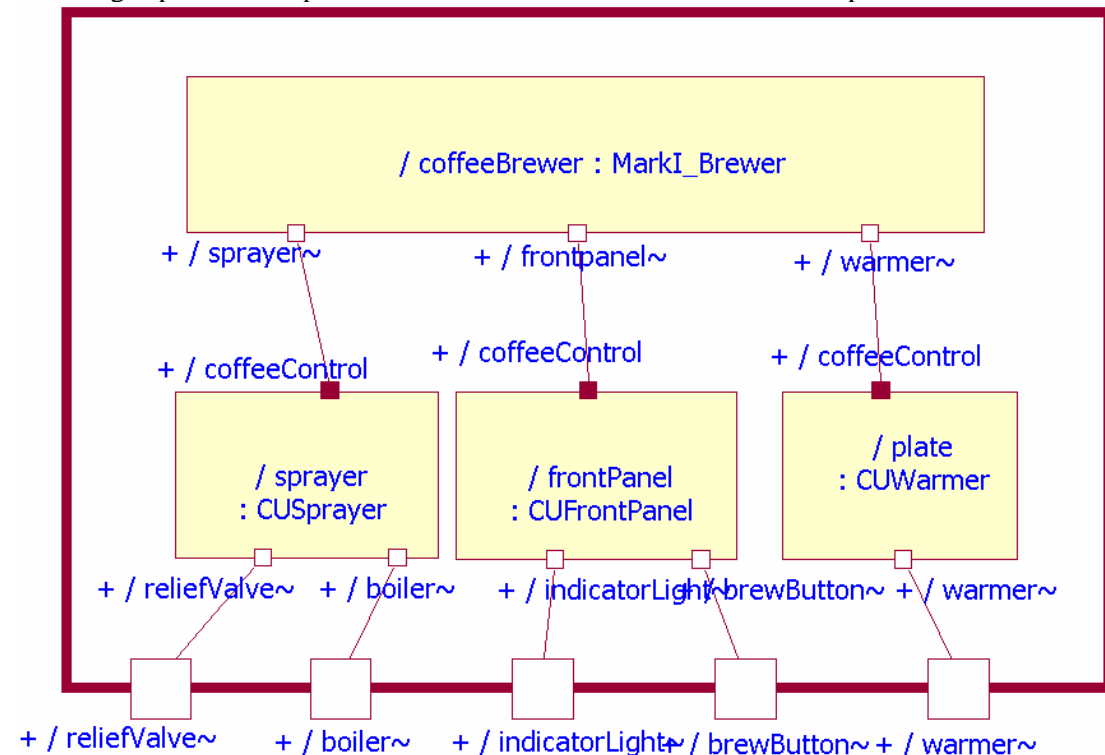 / coffeeBrewer : MarkI_Brewer
+ / sprayer~
+ / frontpanel~
+ / warmer~
+ / coffeeControl
+ / coffeeControl
+ / coffeeControl
/ sprayer
: CUSprayer
/ frontPanel
: CUFrontPanel
/ plate
: CUWarmer
+ / reliefValve~
+ / boiler~
+ / indicatorLight~
+ / brewButton~
+ / warmer~
+ / reliefValve~
+ / boiler~
+ / indicatorLight~
+ / brewButton~
+ / warmer~